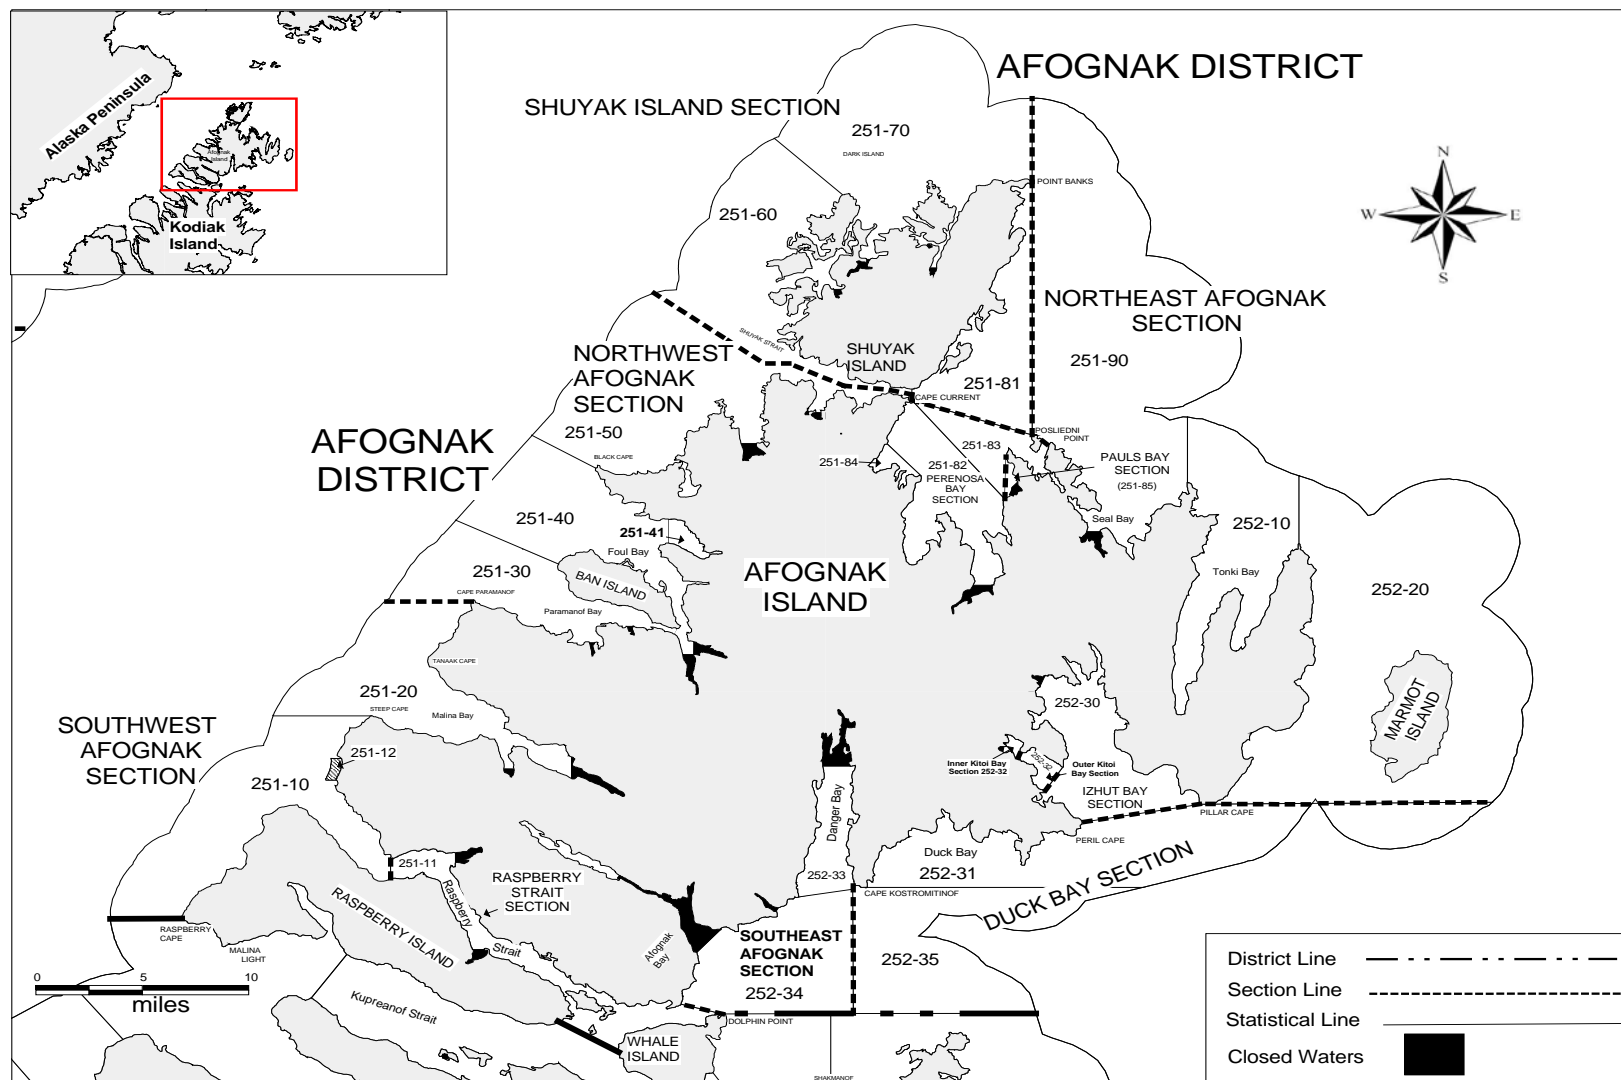 AFOGNAK DISTRICT
SHUYAK ISLAND SECTION
251-70
DARK ISLAND
Alaska Peninsula
Afognak
Island
Kodiak
Island
N
W
E
S
POINT BANKS
251-60
NORTHEAST AFOGNAK
SECTION
SHUYAK STRAIT
SHUYAK
ISLAND
NORTHWEST
AFOGNAK
SECTION
251-90
251-81
CAPE CURRENT
251-50
AFOGNAK
DISTRICT
BLACK CAPE
POSLIEDNI
POINT
251-83
251-84
251-82
PERENOSA
BAY
SECTION
PAULS BAY
SECTION
(251-85)
Seal Bay
251-40
251-41
Foul Bay
252-10
251-30
CAPE PARAMANOF
BAN ISLAND
Paramanof Bay
AFOGNAK
ISLAND
Tonki Bay
252-20
TANAAK CAPE
251-20
STEEP CAPE
Malina Bay
252-30
MARMOT
ISLAND
SOUTHWEST
AFOGNAK
SECTION
251-12
251-10
Inner Kitoi Bay
Section 252-32
252-32
Outer Kitoi
Bay Section
IZHUT BAY
SECTION
PILLAR CAPE
PERIL CAPE
Danger Bay
Duck Bay
252-31
252-33
CAPE KOSTROMITINOF
DUCK BAY SECTION
251-11
Raspberry
Strait
RASPBERRY
STRAIT
SECTION
RASPBERRY ISLAND
RASPBERRY
CAPE
MALINA
LIGHT
Afognak
Bay
SOUTHEAST
AFOGNAK
SECTION
252-34
252-35
0
5
10
miles
Kupreanof Strait
DOLPHIN POINT
WHALE
ISLAND
SHAKMANOF
District Line
Section Line
Statistical Line
Closed Waters